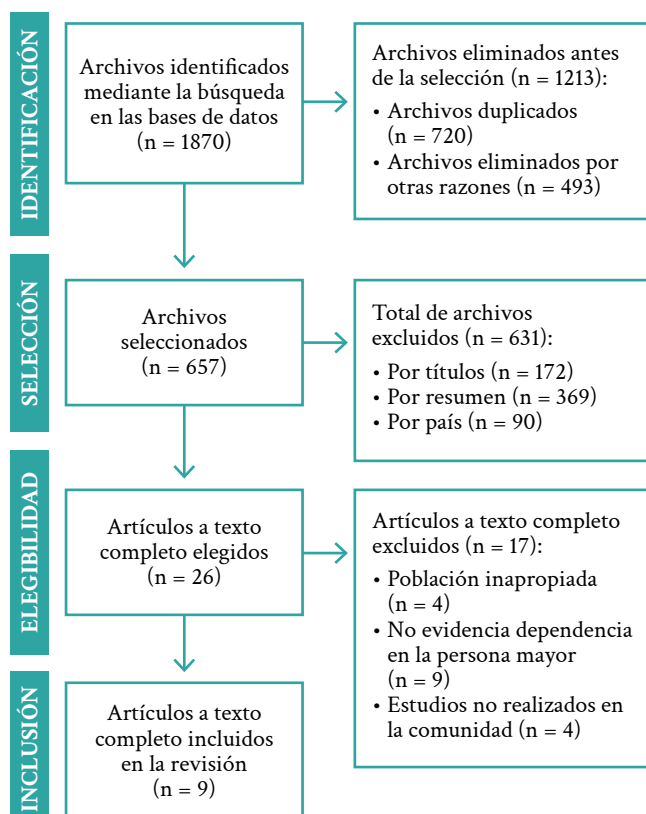 IDENTIFICACIÓN
Archivos identificados
mediante la búsqueda
en las bases de datos
(n = 1870)
Archivos eliminados antes
de la selección (n = 1213):
• Archivos duplicados
(n = 720)
• Archivos eliminados por
otras razones (n = 493)
SELECCIÓN
Archivos
seleccionados
(n = 657)
Total de archivos
excluidos (n = 631):
• Por títulos (n = 172)
• Por resumen (n = 369)
• Por país (n = 90)
ELEGIBILIDAD
Artículos a texto
completo elegidos
(n = 26)
Artículos a texto completo
excluidos (n = 17):
• Población inapropiada
(n = 4)
• No evidencia dependencia
en la persona mayor
(n = 9)
• Estudios no realizados en
la comunidad (n = 4)
INCLUSIÓN
Artículos a texto
completo incluidos
en la revisión
(n = 9)